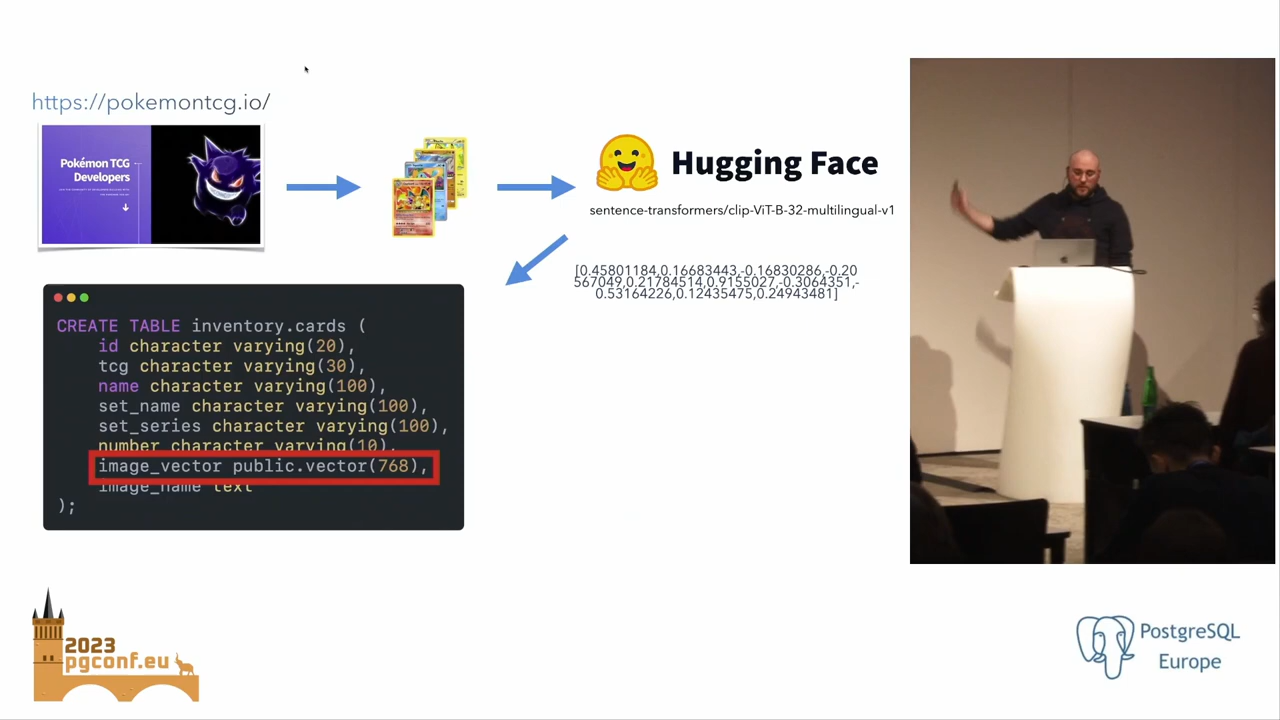 https://pokemontcg.io/
Pokémon TCG
Developers
Hugging Face
sentence-transformers/clip-ViT-B-32-multilingual-v1
[0.45801184,0.16683443,-0.16830286,-0.20
567049,0.21784514,0.9155027,-0.3064351,-
0.53164226,0.12435475,0.24943481]
CREATE TABLE inventory.cards (
id character varying(20),
tcg character varying(30),
name character varying(100),
set_name character varying(100),
set_series character varying(100),
number character varying(10),
image_vector public.vector(768),
image_name text
);
2023
pgconf.eu
PostgreSQL
Europe